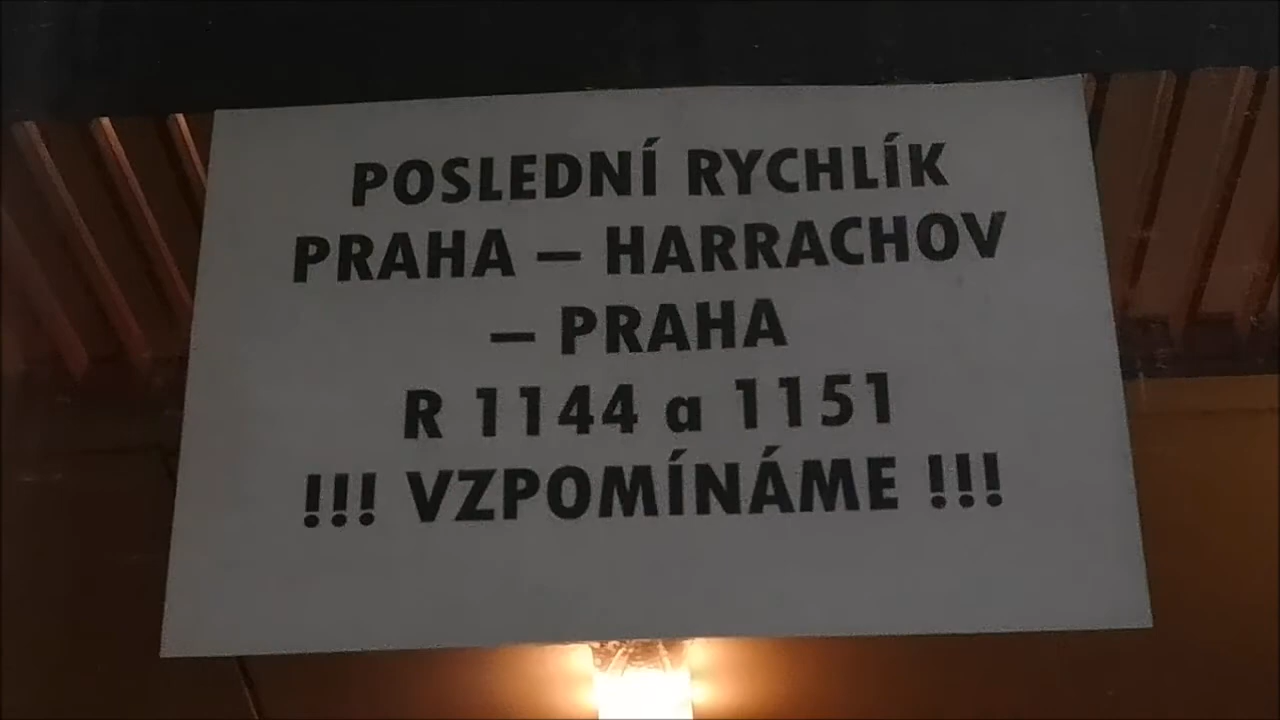 POSLEDNÍ RYCHLÍK
PRAHA – HARRACHOV
– PRAHA
R 1144 a 1151
!!! VZPOMÍNÁME !!!